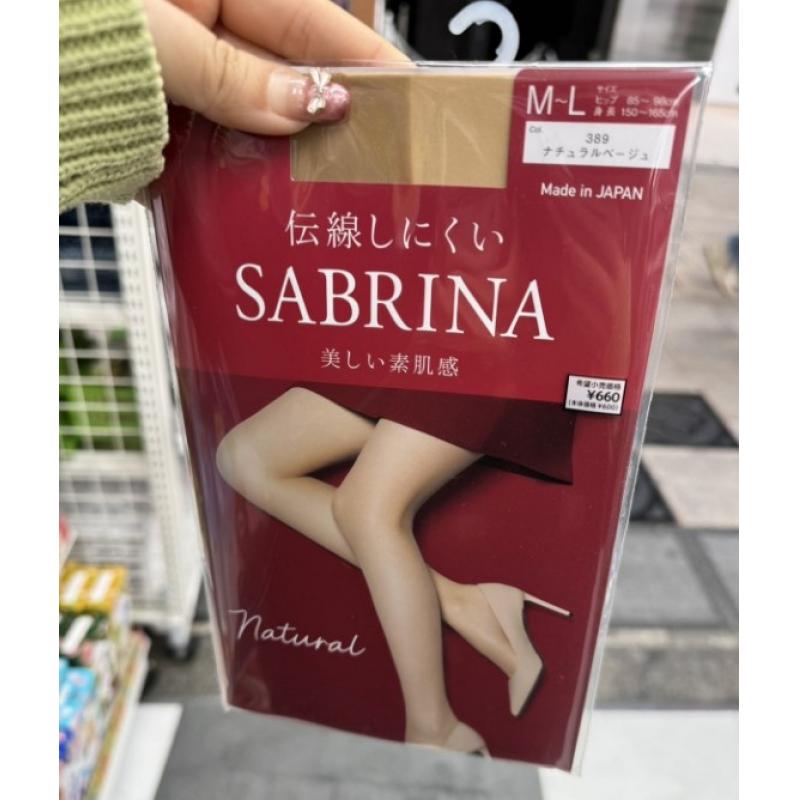 M~L
サイズ
ヒップ 85~98cm
身長 150~165cm
Col.
389
ナチュラルベージュ
Made in JAPAN
伝線しにくい
SABRINA
美しい素肌感
希望小売価格
¥660
(本体価格 ¥600)
Natural